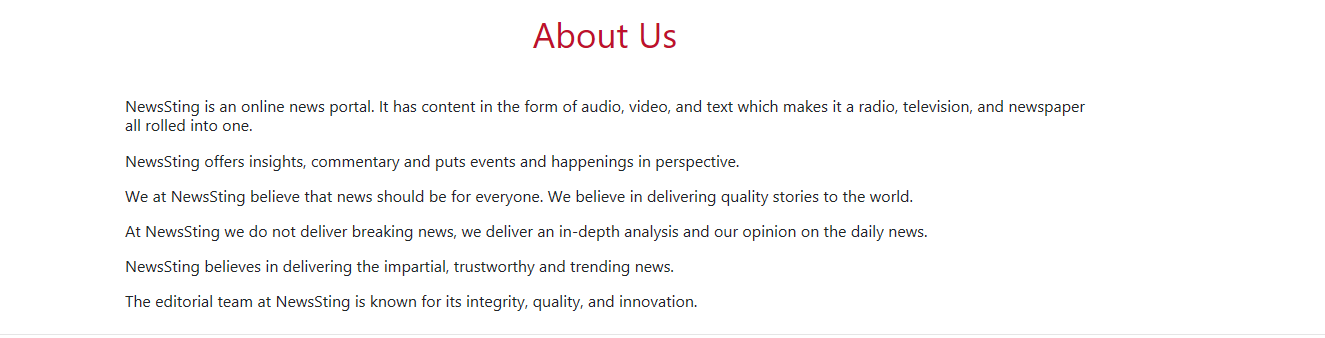 About Us
NewsSting is an online news portal. It has content in the form of audio, video, and text which makes it a radio, television, and newspaper
all rolled into one.
NewsSting offers insights, commentary and puts events and happenings in perspective.
We at NewsSting believe that news should be for everyone. We believe in delivering quality stories to the world.
At NewsSting we do not deliver breaking news, we deliver an in-depth analysis and our opinion on the daily news.
NewsSting believes in delivering the impartial, trustworthy and trending news.
The editorial team at NewsSting is known for its integrity, quality, and innovation.